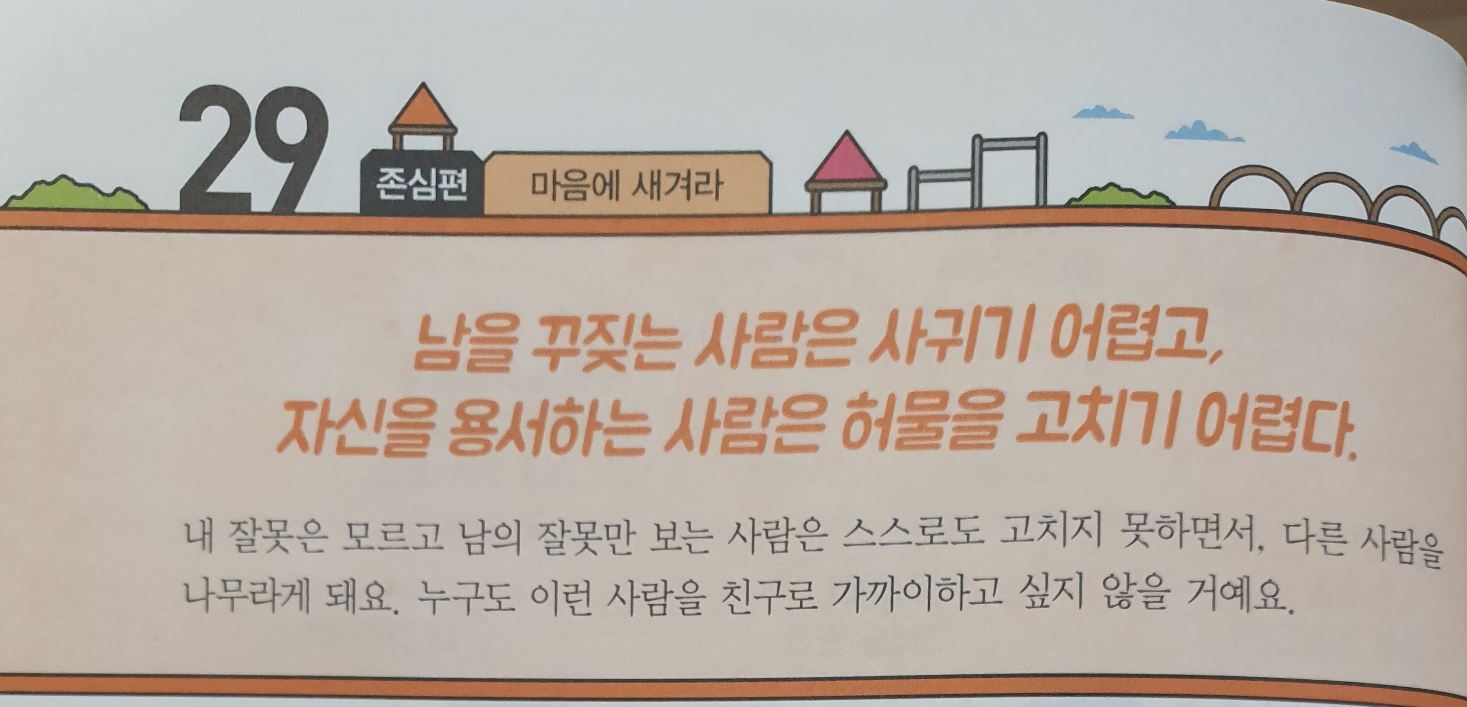 29 존심편 마음에 새겨라
남을 꾸짖는 사람은 사귀기 어렵고,
자신을 용서하는 사람은 허물을 고치기 어렵다.
내 잘못은 모르고 남의 잘못만 보는 사람은 스스로도 고치지 못하면서, 다른 사람을
나무라게 돼요. 누구도 이런 사람을 친구로 가까이하고 싶지 않을 거예요.